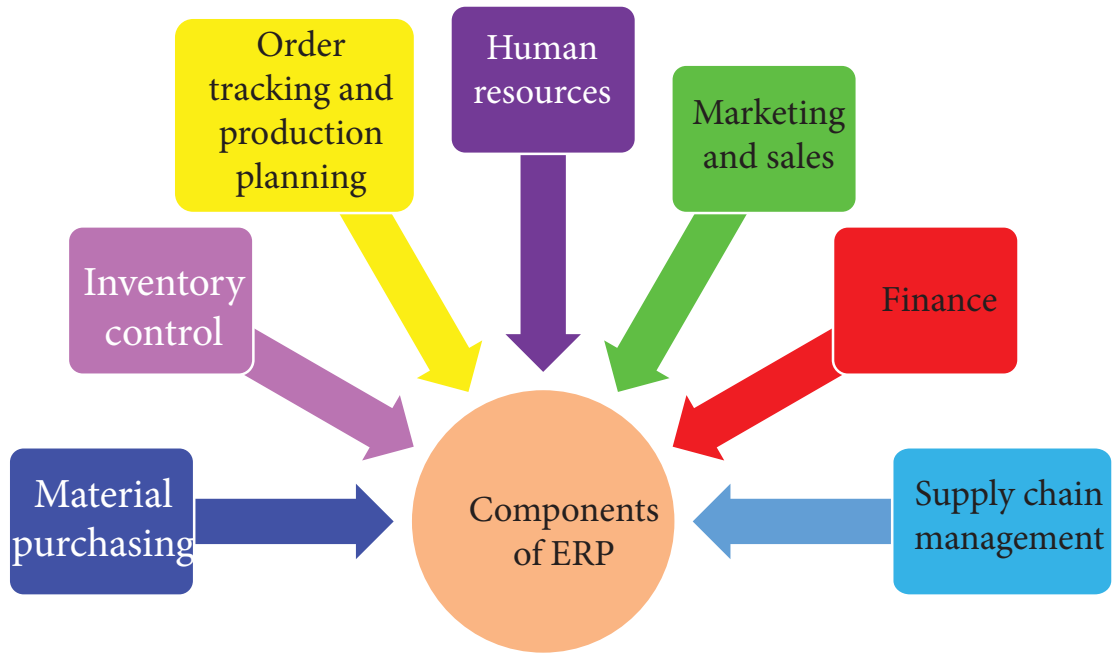 Order
tracking and
production
planning
Human
resources
Marketing
and sales
Inventory
control
Finance
Material
purchasing
Components
of ERP
Supply chain
management